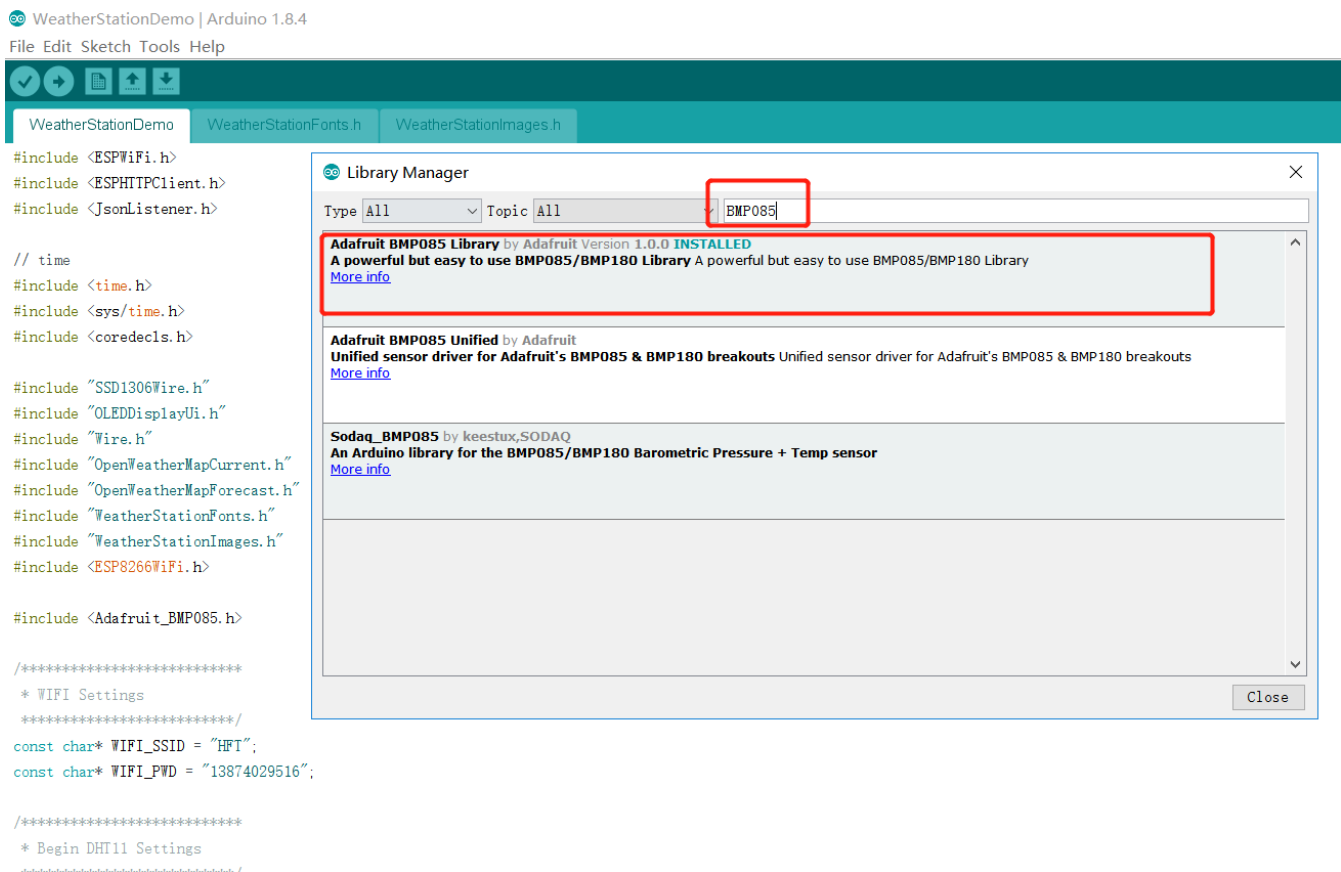 WeatherStationDemo | Arduino 1.8.4
File Edit Sketch Tools Help
WeatherStationDemo WeatherStationFonts.h WeatherStationImages.h
#include <ESPWiFi.h>
#include <ESPHTTPClient.h>
#include <JsonListener.h>
// time
#include <time.h>
#include <sys/time.h>
#include <coredecls.h>
#include "SSD1306Wire.h"
#include "OLEDDisplayUi.h"
#include "Wire.h"
#include "OpenWeatherMapCurrent.h"
#include "OpenWeatherMapForecast.h"
#include "WeatherStationFonts.h"
#include "WeatherStationImages.h"
#include <ESP8266WiFi.h>
#include <Adafruit_BMP085.h>
/***************************
* WIFI Settings
**************************/
const char* WIFI_SSID = "HFT";
const char* WIFI_PWD = "13874029516";
/***************************
* Begin DHT11 Settings
**************************/
Library Manager
Type All Topic All BMP085
Adafruit BMP085 Library by Adafruit Version 1.0.0 INSTALLED
A powerful but easy to use BMP085/BMP180 Library A powerful but easy to use BMP085/BMP180 Library
More info
Adafruit BMP085 Unified by Adafruit
Unified sensor driver for Adafruit's BMP085 & BMP180 breakouts Unified sensor driver for Adafruit's BMP085 & BMP180 breakouts
More info
Sodaq_BMP085 by keestux,SODAQ
An Arduino library for the BMP085/BMP180 Barometric Pressure + Temp sensor
More info
Close